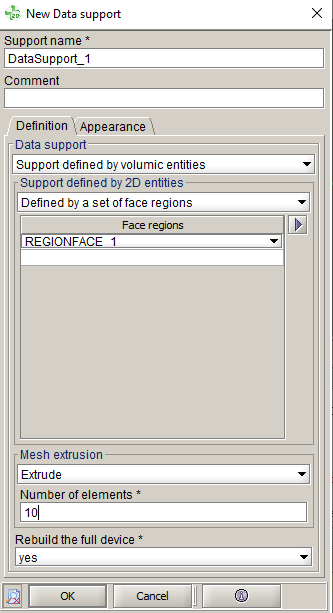 2D New Data support
Support name *
DataSupport_1
Comment
Definition Appearance
Data support
Support defined by volumic entities
Support defined by 2D entities
Defined by a set of face regions
Face regions
REGIONFACE_1
Mesh extrusion
Extrude
Number of elements *
10
Rebuild the full device *
yes
OK Cancel